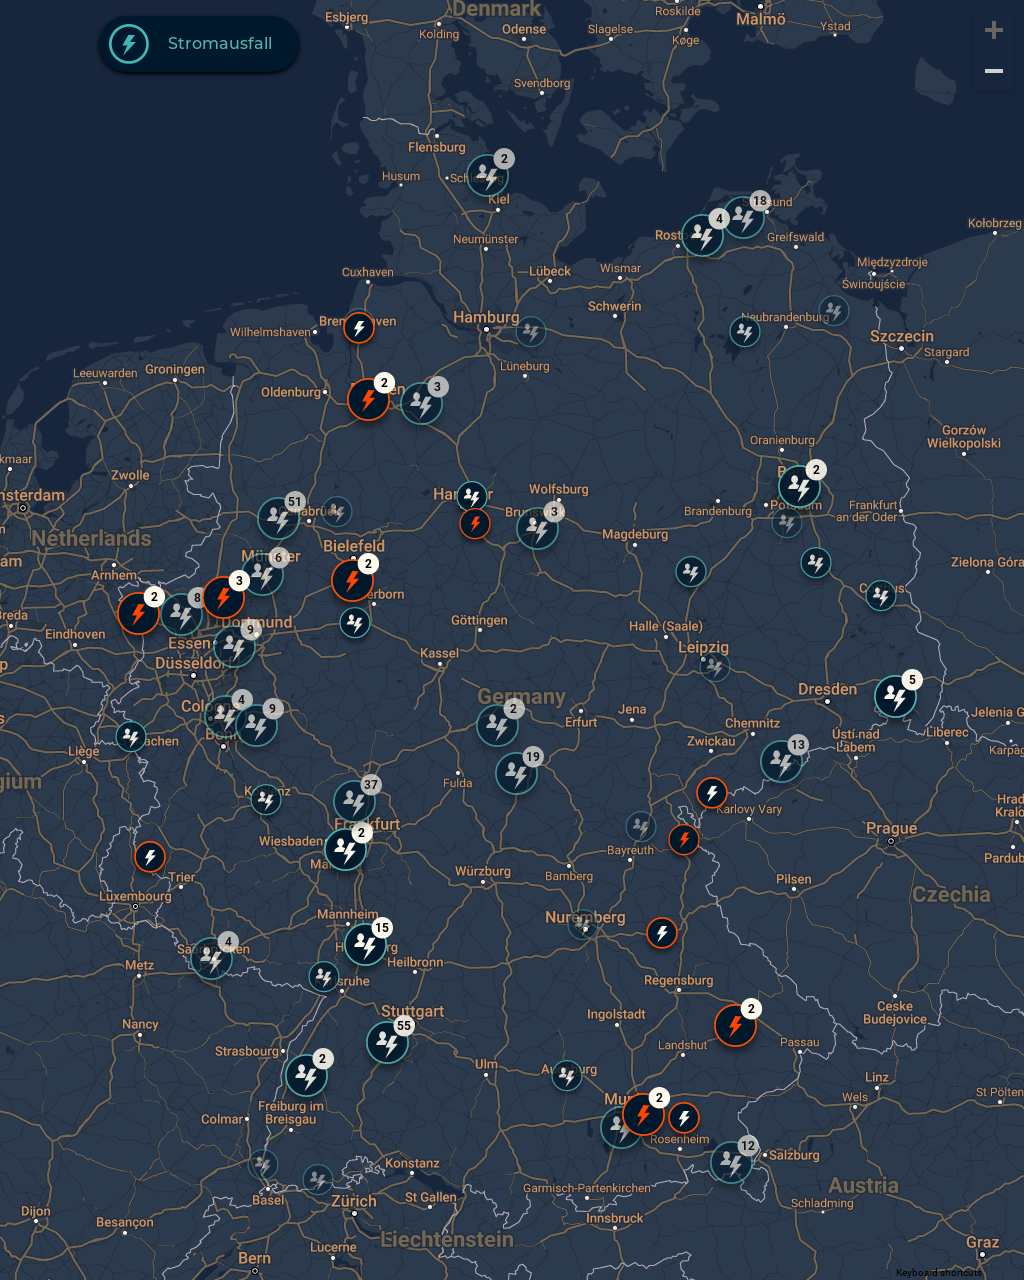 Denmark
Esbjerg
Kolding
Odense
Slagelse
Roskilde
Køge
Malmö
Ystad
Stromausfall
Svendborg
Flensburg
Husum
2
Kiel
18
4
Greifswald
Kołobrzeg
Neumünster
Cuxhaven
Lübeck
Wismar
Międzyzdroje
Świnoujście
Schwerin
Hamburg
Wilhelmshaven
Neubrandenburg
Szczecin
Stargard
Leeuwarden
Groningen
Lüneburg
Oldenburg
2
3
Gorzów
Wielkopolski
Oranienburg
Zwolle
2
Wolfsburg
51
3
Brandenburg
Potsdam
Frankfurt
an der Oder
Netherlands
Bielefeld
Magdeburg
6
2
Arnhem
Zielona Góra
2
3
8
9
Göttingen
Halle (Saale)
Eindhoven
Essen
Düsseldorf
Kassel
Leipzig
5
Germany
Dresden
4
9
2
Erfurt
Jena
Chemnitz
Zwickau
13
Ústí nad
Labem
Liberec
Liège
19
Fulda
37
Karlovy Vary
Prague
Wiesbaden
2
Frankfurt
Bayreuth
Trier
Würzburg
Bamberg
Pilsen
Luxembourg
Czechia
Mannheim
15
Nuremberg
4
Heilbronn
Metz
Regensburg
Stuttgart
55
Ingolstadt
2
Ceske
Budejovice
Nancy
Strasbourg
2
Landshut
Passau
Ulm
Augsburg
Linz
Wels
St Pölten
Colmar
Freiburg im
Breisgau
2
Rosenheim
12
Salzburg
Konstanz
Basel
Zürich
St Gallen
Garmisch-Partenkirchen
Austria
Schladming
Dijon
Besançon
Innsbruck
Liechtenstein
Lucerne
Bern
Graz
Keyboard shortcuts